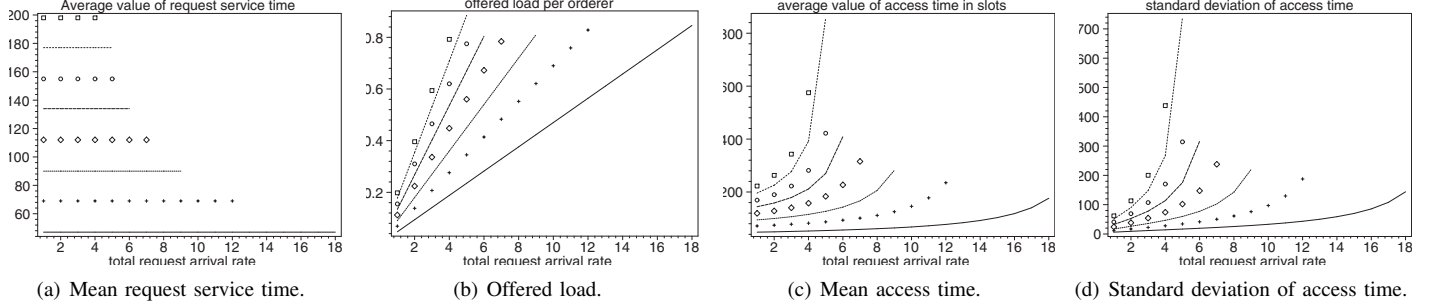 Average value of request service time
200
180
160
140
120
100
80
60
2 4 6 8 10 12 14 16 18
total request arrival rate
(a) Mean request service time.
offered load per orderer
0.8
0.6
0.4
0.2
2 4 6 8 10 12 14 16 18
total request arrival rate
(b) Offered load.
average value of access time in slots
800
600
400
200
2 4 6 8 10 12 14 16 18
total request arrival rate
(c) Mean access time.
standard deviation of access time
700
600
500
400
300
200
100
0
2 4 6 8 10 12 14 16 18
total request arrival rate
(d) Standard deviation of access time.